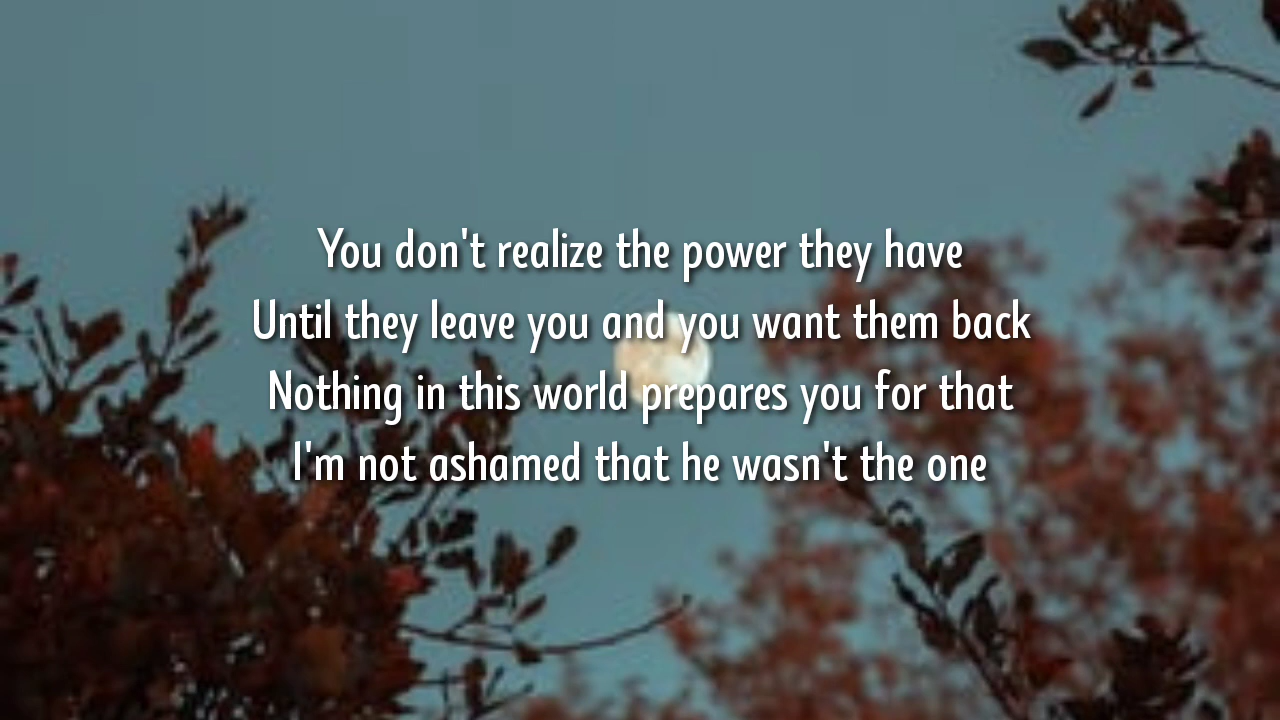 You don't realize the power they have
Until they leave you and you want them back
Nothing in this world prepares you for that
I'm not ashamed that he wasn't the one